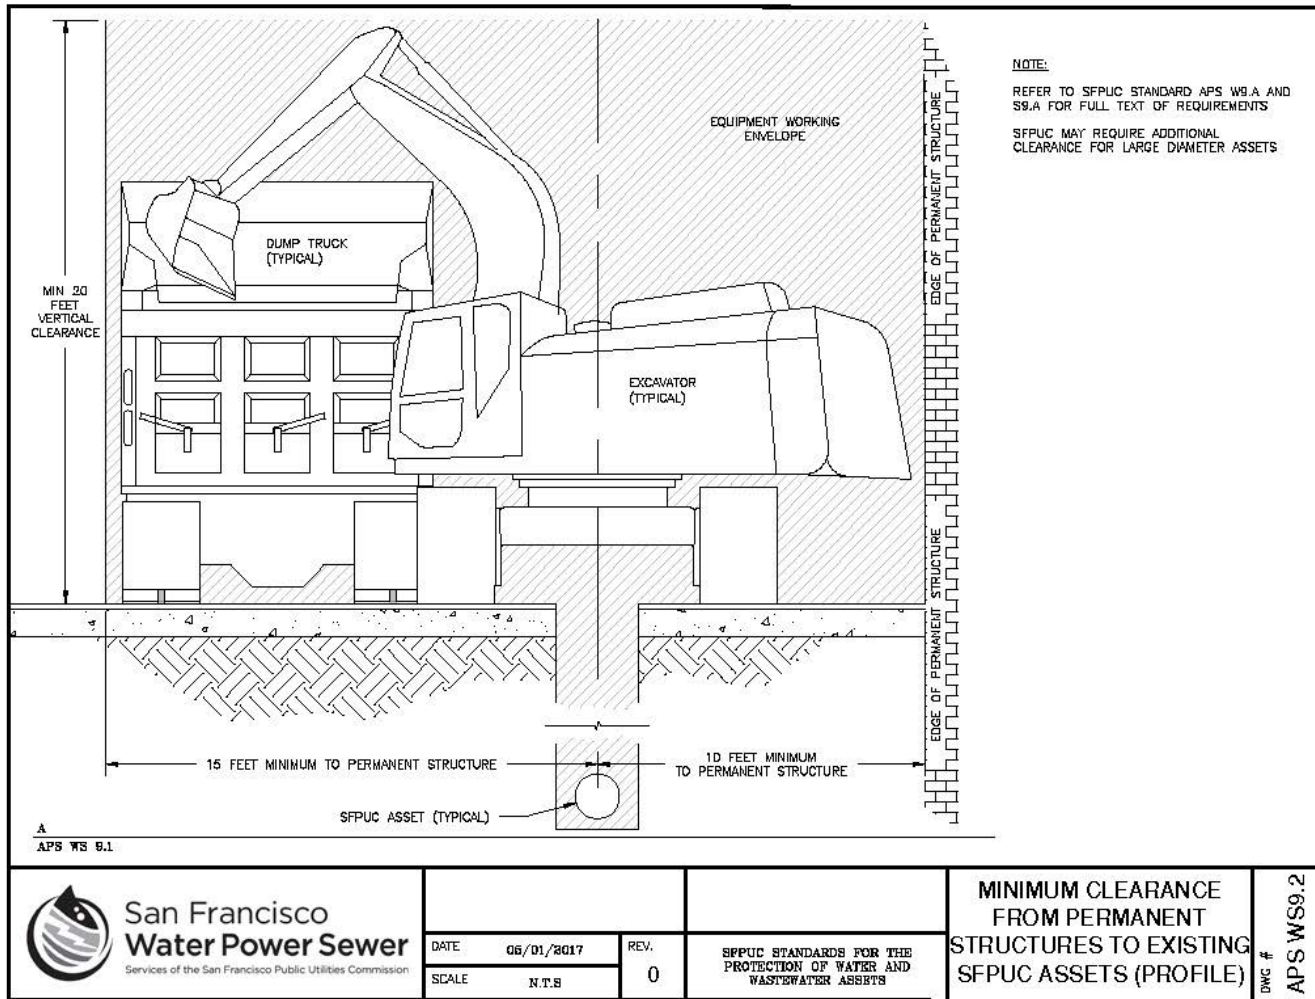 NOTE:
REFER TO SFPUC STANDARD APS W9.A AND
S9.A FOR FULL TEXT OF REQUIREMENTS
SFPUC MAY REQUIRE ADDITIONAL
CLEARANCE FOR LARGE DIAMETER ASSETS
EQUIPMENT WORKING
ENVELOPE
EDGE OF PERMANENT STRUCTURE
DUMP TRUCK
(TYPICAL)
MIN 20
FEET
VERTICAL
CLEARANCE
EXCAVATOR
(TYPICAL)
EDGE OF PERMANENT STRUCTURE
15 FEET MINIMUM TO PERMANENT STRUCTURE
10 FEET MINIMUM
TO PERMANENT STRUCTURE
SFPUC ASSET (TYPICAL)
A
APS WS 9.1
San Francisco
Water Power Sewer
Services of the San Francisco Public Utilities Commission
DATE 06/01/2017
REV.
0
SCALE N.T.S
SFPUC STANDARDS FOR THE
PROTECTION OF WATER AND
WASTEWATER ASSETS
MINIMUM CLEARANCE
FROM PERMANENT
STRUCTURES TO EXISTING
SFPUC ASSETS (PROFILE)
DWG #
APS WS9.2